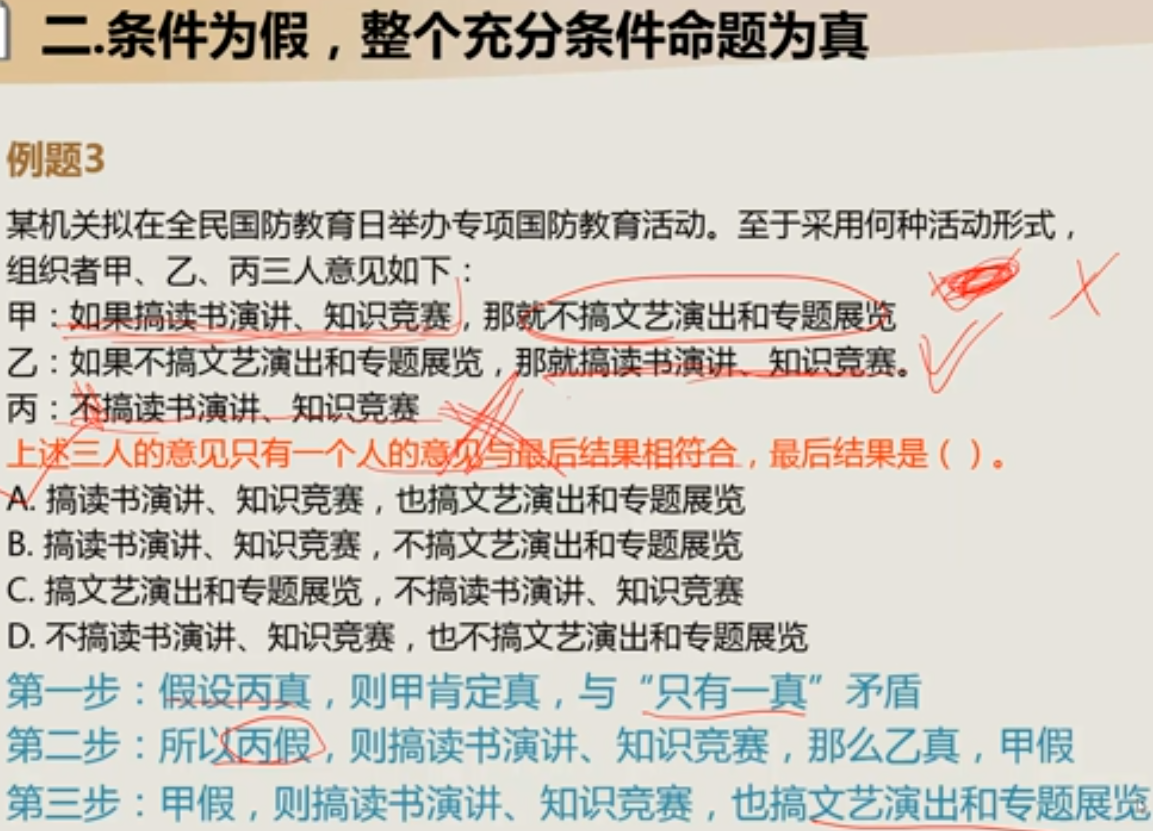 二.条件为假，整个充分条件命题为真
例题3
某机关拟在全民国防教育日举办专项国防教育活动。至于采用何种活动形式，
组织者甲、乙、丙三人意见如下：
甲：如果搞读书演讲、知识竞赛，那就不搞文艺演出和专题展览
乙：如果不搞文艺演出和专题展览，那就搞读书演讲、知识竞赛。
丙：不搞读书演讲、知识竞赛
上述三人的意见只有一个人的意见与最后结果相符合，最后结果是（ ）。
A. 搞读书演讲、知识竞赛，也搞文艺演出和专题展览
B. 搞读书演讲、知识竞赛，不搞文艺演出和专题展览
C. 搞文艺演出和专题展览，不搞读书演讲、知识竞赛
D. 不搞读书演讲、知识竞赛，也不搞文艺演出和专题展览
第一步：假设丙真，则甲肯定真，与“只有一真”矛盾
第二步：所以丙假，则搞读书演讲、知识竞赛，那么乙真，甲假
第三步：甲假，则搞读书演讲、知识竞赛，也搞文艺演出和专题展览